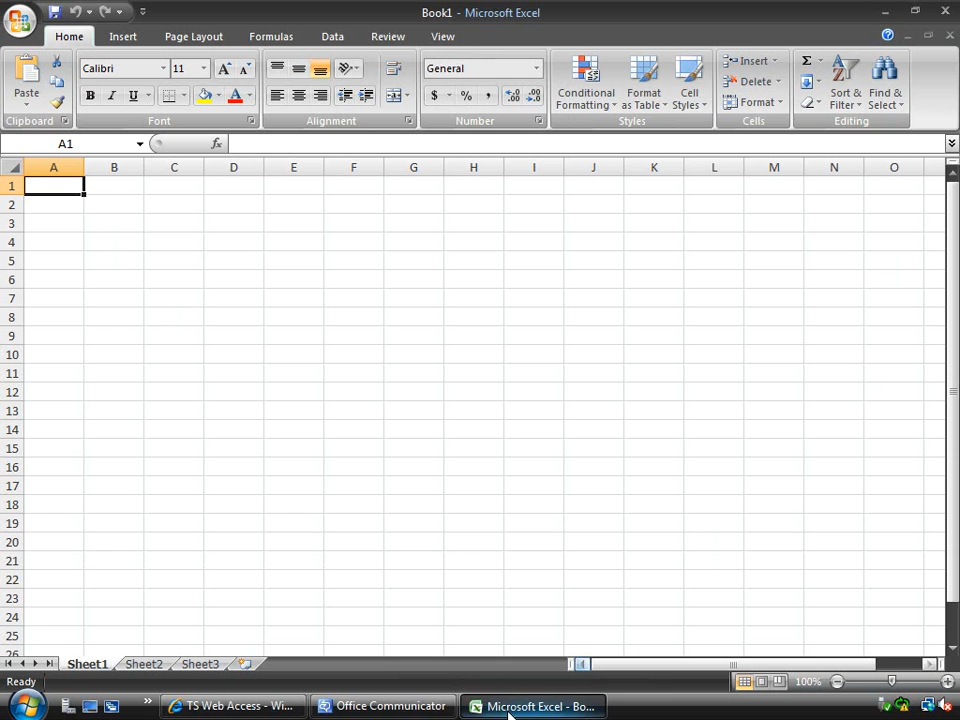 Book1 - Microsoft Excel
Home Insert Page Layout Formulas Data Review View
Calibri 11 General
Paste
B I U A $ % , .00
Conditional Formatting Format as Table Cell Styles
Insert
Delete
Format
Σ
Sort & Filter Find & Select
Clipboard Font Alignment Number Styles Cells Editing
A1 fx
A B C D E F G H I J K L M N O
1
2
3
4
5
6
7
8
9
10
11
12
13
14
15
16
17
18
19
20
21
22
23
24
25
26
Sheet1 Sheet2 Sheet3
Ready 100%
TS Web Access - Wi... Office Communicator Microsoft Excel - Bo...